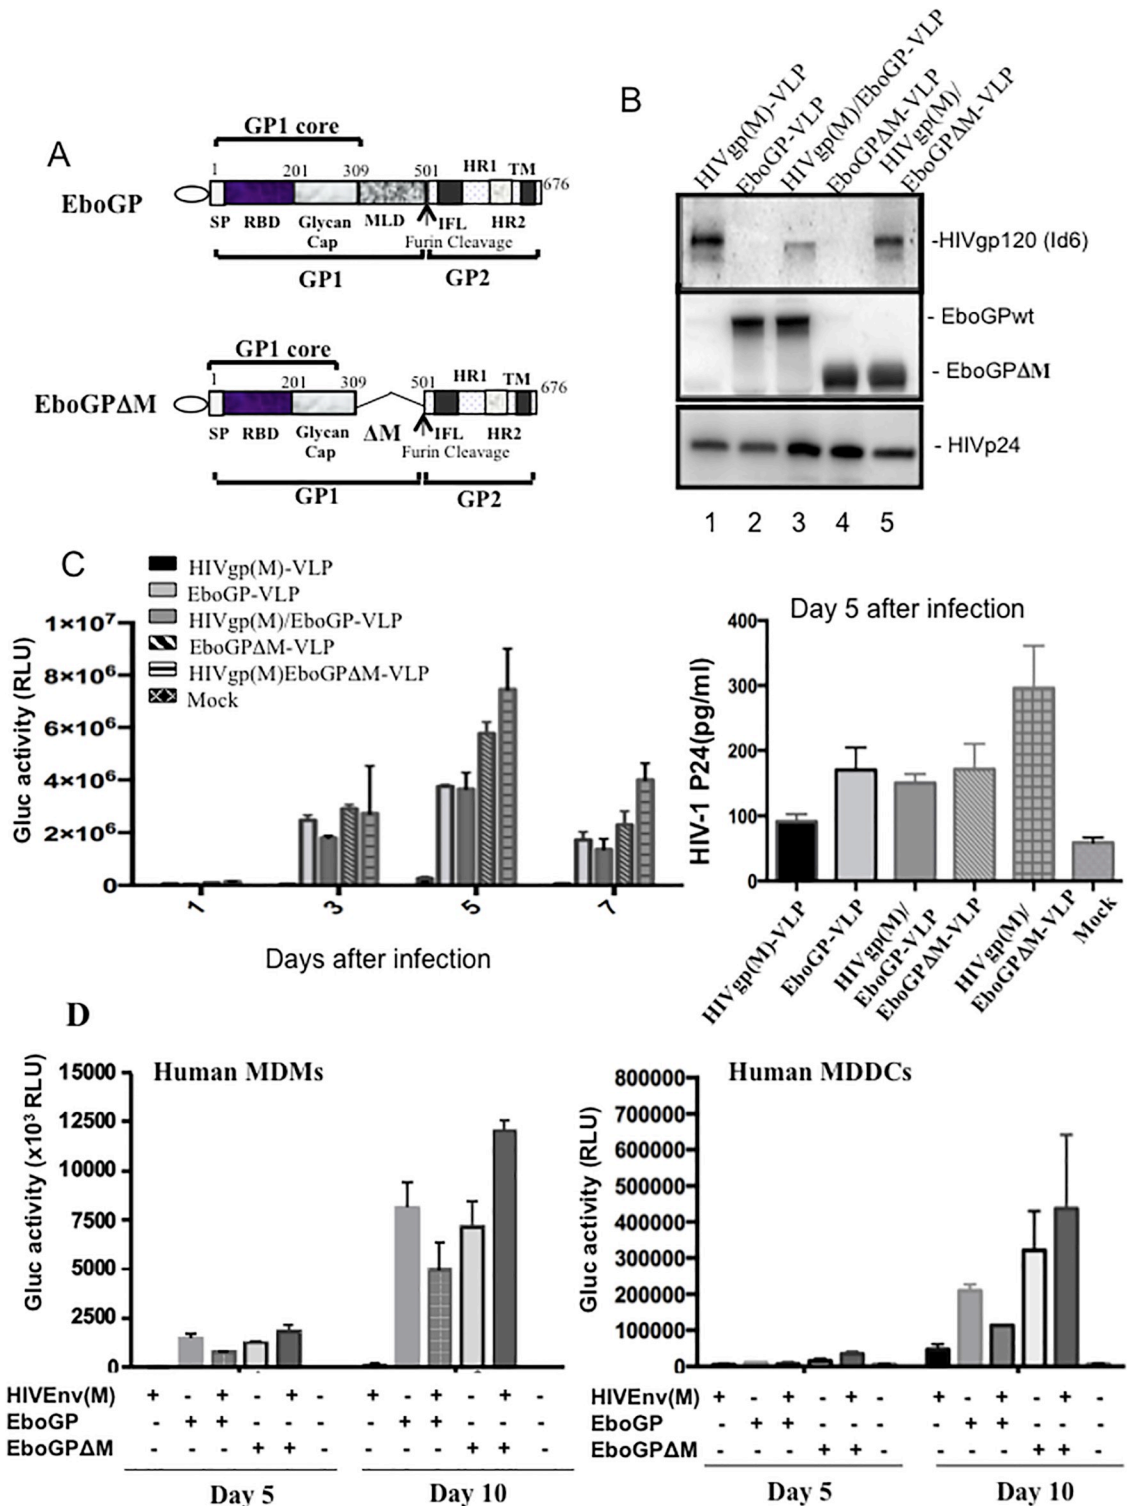 A
GP1 core
1 201 309 501 HR1 TM 676
EboGP
SP RBD Glycan Cap MLD IFL HR2
Furin Cleavage
GP1 GP2
GP1 core
1 201 309 501 HR1 TM 676
EboGPΔM
SP RBD Glycan Cap ΔM IFL HR2
Furin Cleavage
GP1 GP2
B
HIVgp(M)-VLP
EboGP-VLP
HIVgp(M)/EboGP-VLP
EboGPΔM-VLP
HIVgp(M)/
EboGPΔM-VLP
-HIVgp120 (Id6)
- EboGPwt
- EboGPΔM
- HIVp24
1 2 3 4 5
C
HIVgp(M)-VLP
EboGP-VLP
HIVgp(M)/EboGP-VLP
EboGPΔM-VLP
HIVgp(M)EboGPΔM-VLP
Mock
Gluc activity (RLU)
1×10⁷
8×10⁶
6×10⁶
4×10⁶
2×10⁶
0
1 3 5 7
Days after infection
Day 5 after infection
HIV-1 P24(pg/ml)
400
300
200
100
0
HIVgp(M)-VLP
EboGP-VLP
HIVgp(M)/
EboGP-VLP
EboGPΔM-VLP
HIVgp(M)/
EboGPΔM-VLP
Mock
D
Human MDMs
Gluc activity (x10³ RLU)
15000
12500
10000
7500
5000
2500
0
HIVEnv(M) + - + - + - + - + - + -
EboGP - + + - - - - + + - - -
EboGPΔM - - - + + - - - - + + -
Day 5 Day 10
Human MDDCs
Gluc activity (RLU)
800000
700000
600000
500000
400000
300000
200000
100000
0
HIVEnv(M) + - + - + - + - + - + -
EboGP - + + - - - - + + - - -
EboGPΔM - - - + + - - - - + + -
Day 5 Day 10